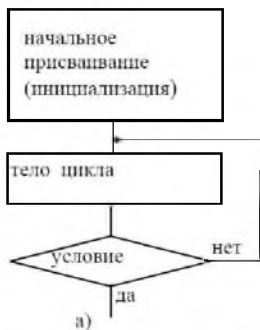 начальное
присваивание
(инициализация)
тело цикла
условие
нет
да
а)